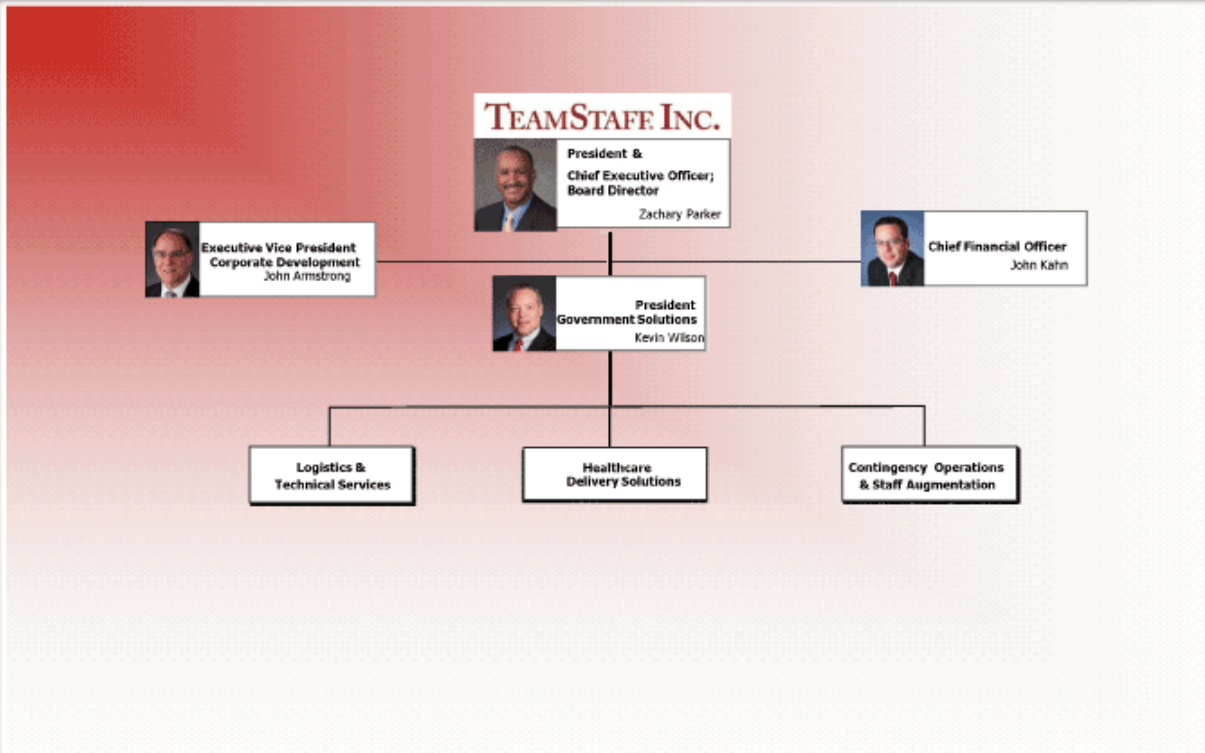 TEAMSTAFF INC.
President &
Chief Executive Officer;
Board Director
Zachary Parker
Executive Vice President
Corporate Development
John Armstrong
Chief Financial Officer
John Kahn
President
Government Solutions
Kevin Wilson
Logistics &
Technical Services
Healthcare
Delivery Solutions
Contingency Operations
& Staff Augmentation